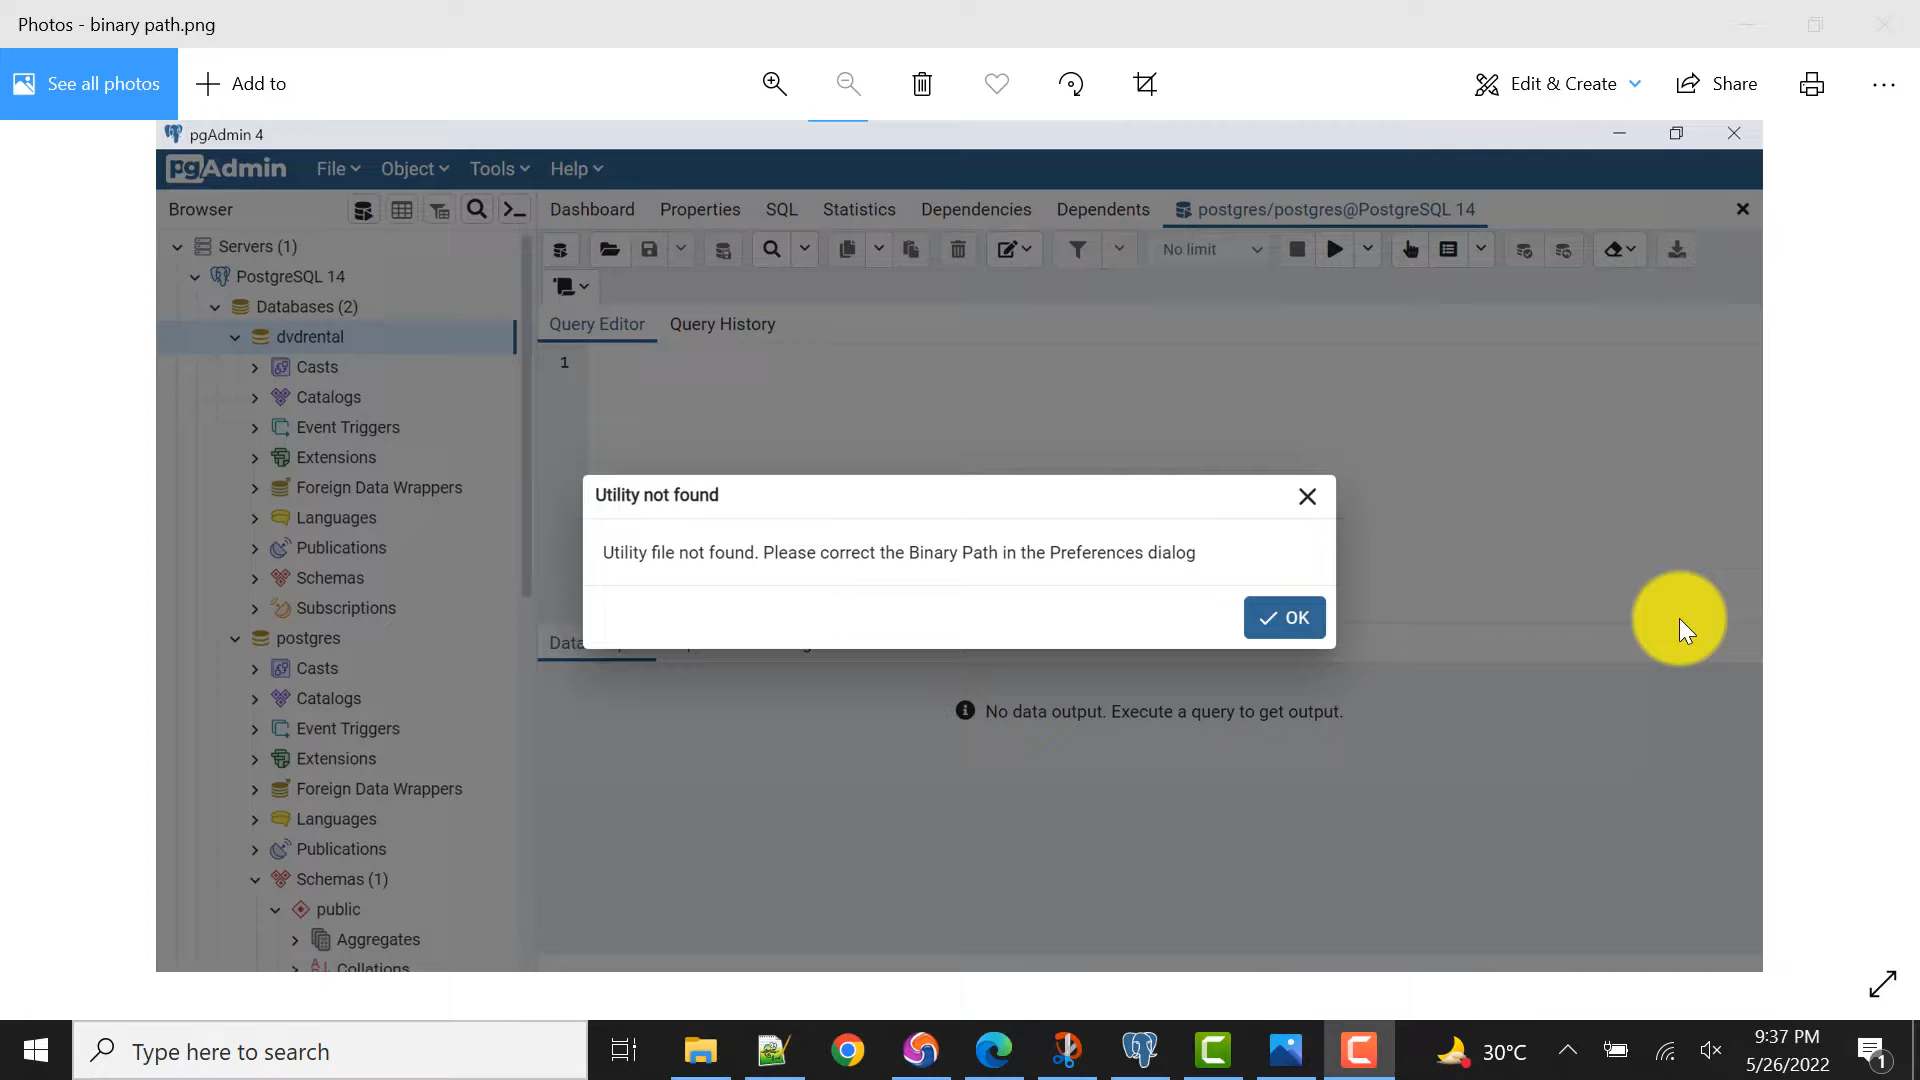 Photos - binary path.png
See all photos
Add to
Edit & Create
Share
pgAdmin 4
pgAdmin
File
Object
Tools
Help
Browser
Dashboard
Properties
SQL
Statistics
Dependencies
Dependents
postgres/postgres@PostgreSQL 14
No limit
Servers (1)
PostgreSQL 14
Databases (2)
dvdrental
Casts
Catalogs
Event Triggers
Extensions
Foreign Data Wrappers
Languages
Publications
Schemas
Subscriptions
postgres
Casts
Catalogs
Event Triggers
Extensions
Foreign Data Wrappers
Languages
Publications
Schemas (1)
public
Aggregates
Collations
Query Editor
Query History
1
Utility not found
Utility file not found. Please correct the Binary Path in the Preferences dialog
OK
Data
No data output. Execute a query to get output.
Type here to search
30°C
9:37 PM
5/26/2022
1